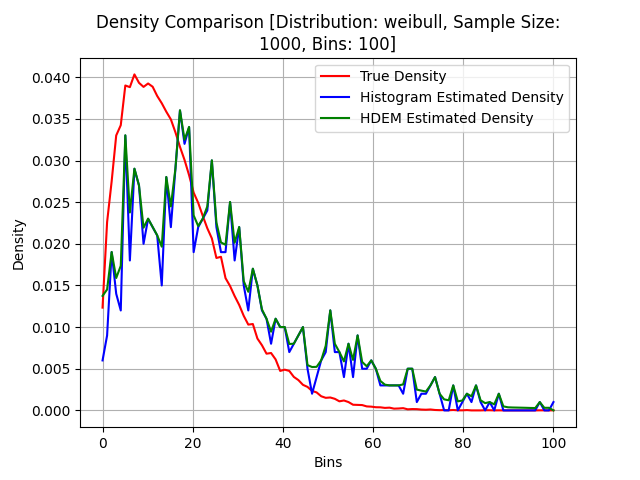 Density Comparison [Distribution: weibull, Sample Size:
1000, Bins: 100]
True Density
Histogram Estimated Density
HDEM Estimated Density
Density
0.040
0.035
0.030
0.025
0.020
0.015
0.010
0.005
0.000
0 20 40 60 80 100
Bins